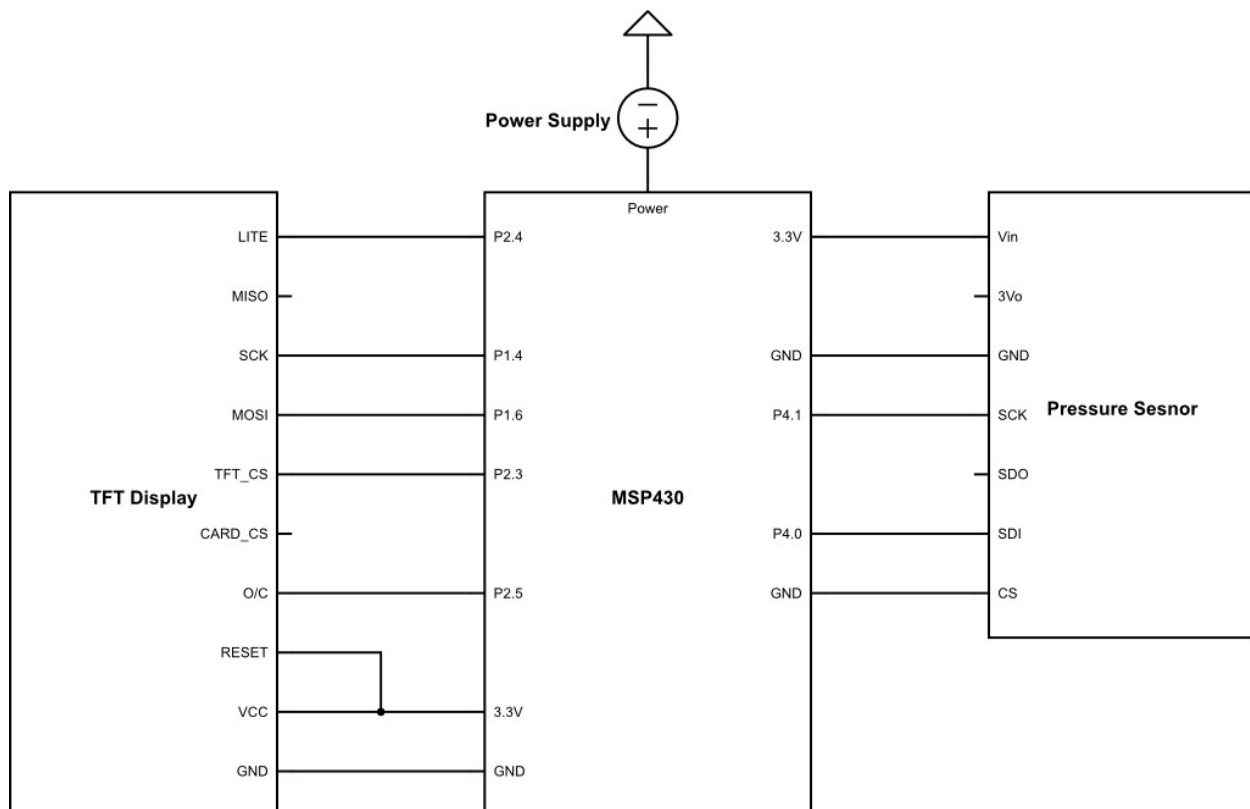 Power Supply
−
+
Power
LITE
P2.4
3.3V
Vin
MISO
3Vo
SCK
P1.4
GND
GND
MOSI
P1.6
P4.1
SCK
Pressure Sesnor
TFT_CS
P2.3
SDO
TFT Display
MSP430
CARD_CS
P4.0
SDI
O/C
P2.5
GND
CS
RESET
VCC
3.3V
GND
GND